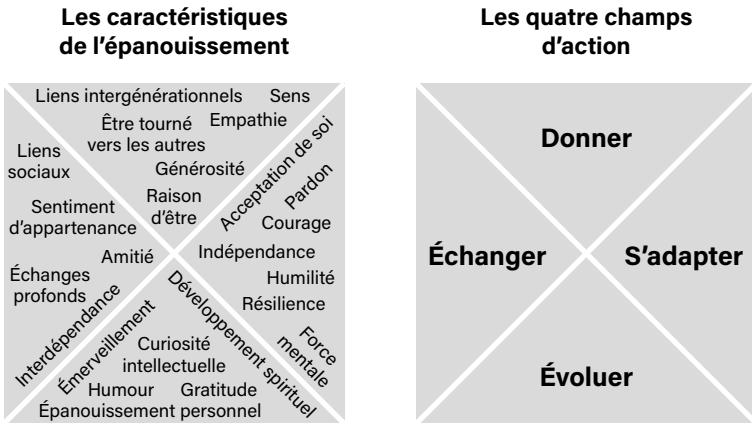 Les caractéristiques
de l'épanouissement
Liens intergénérationnels
Sens
Être tourné
vers les autres
Empathie
Générosité
Raison
d'être
Liens
sociaux
Sentiment
d'appartenance
Amitié
Échanges
profonds
Interdépendance
Acceptation de soi
Pardon
Courage
Indépendance
Humilité
Résilience
Force
mentale
Émerveillement
Développement spirituel
Curiosité
intellectuelle
Humour
Gratitude
Épanouissement personnel
Les quatre champs
d'action
Donner
Échanger
S'adapter
Évoluer